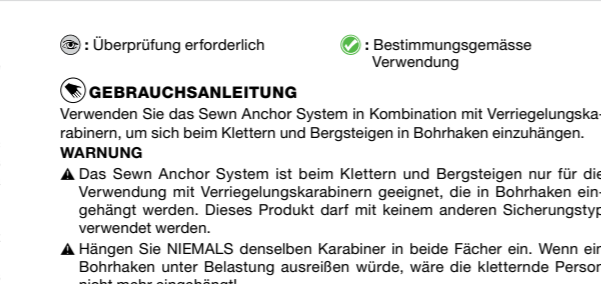 : Überprüfung erforderlich
: Bestimmungsgemässe
Verwendung
GEBRAUCHSANLEITUNG
Verwenden Sie das Sewn Anchor System in Kombination mit Verriegelungska-
rabinern, um sich beim Klettern und Bergsteigen in Bohrhaken einzuhängen.
WARNUNG
Das Sewn Anchor System ist beim Klettern und Bergsteigen nur für die
Verwendung mit Verriegelungskarabinern geeignet, die in Bohrhaken ein-
gehängt werden. Dieses Produkt darf mit keinem anderen Sicherungstyp
verwendet werden.
Hängen Sie NIEMALS denselben Karabiner in beide Fächer ein. Wenn ein
Bohrhaken unter Belastung ausreißen würde, wäre die kletternde Person
nicht mehr eingehängt!